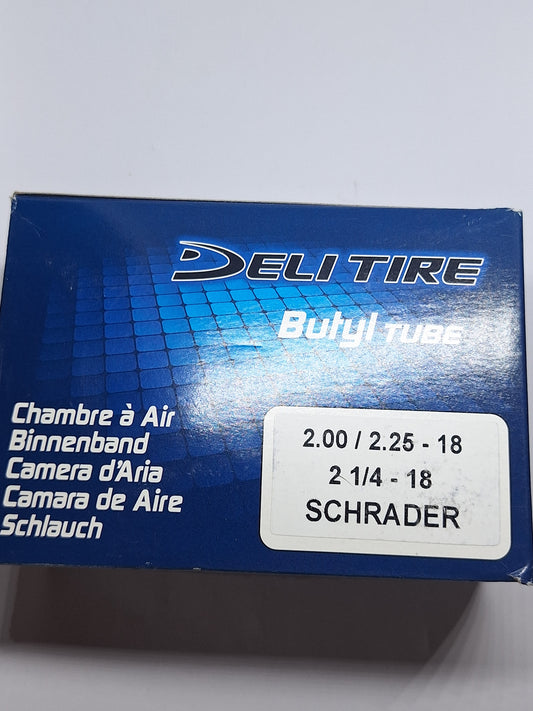 DELI TIRE
Butyl TUBE
Chambre à Air
Binnenband
Camera d'Aria
Camara de Aire
Schlauch
2.00 / 2.25 - 18
2 1/4 - 18
SCHRADER